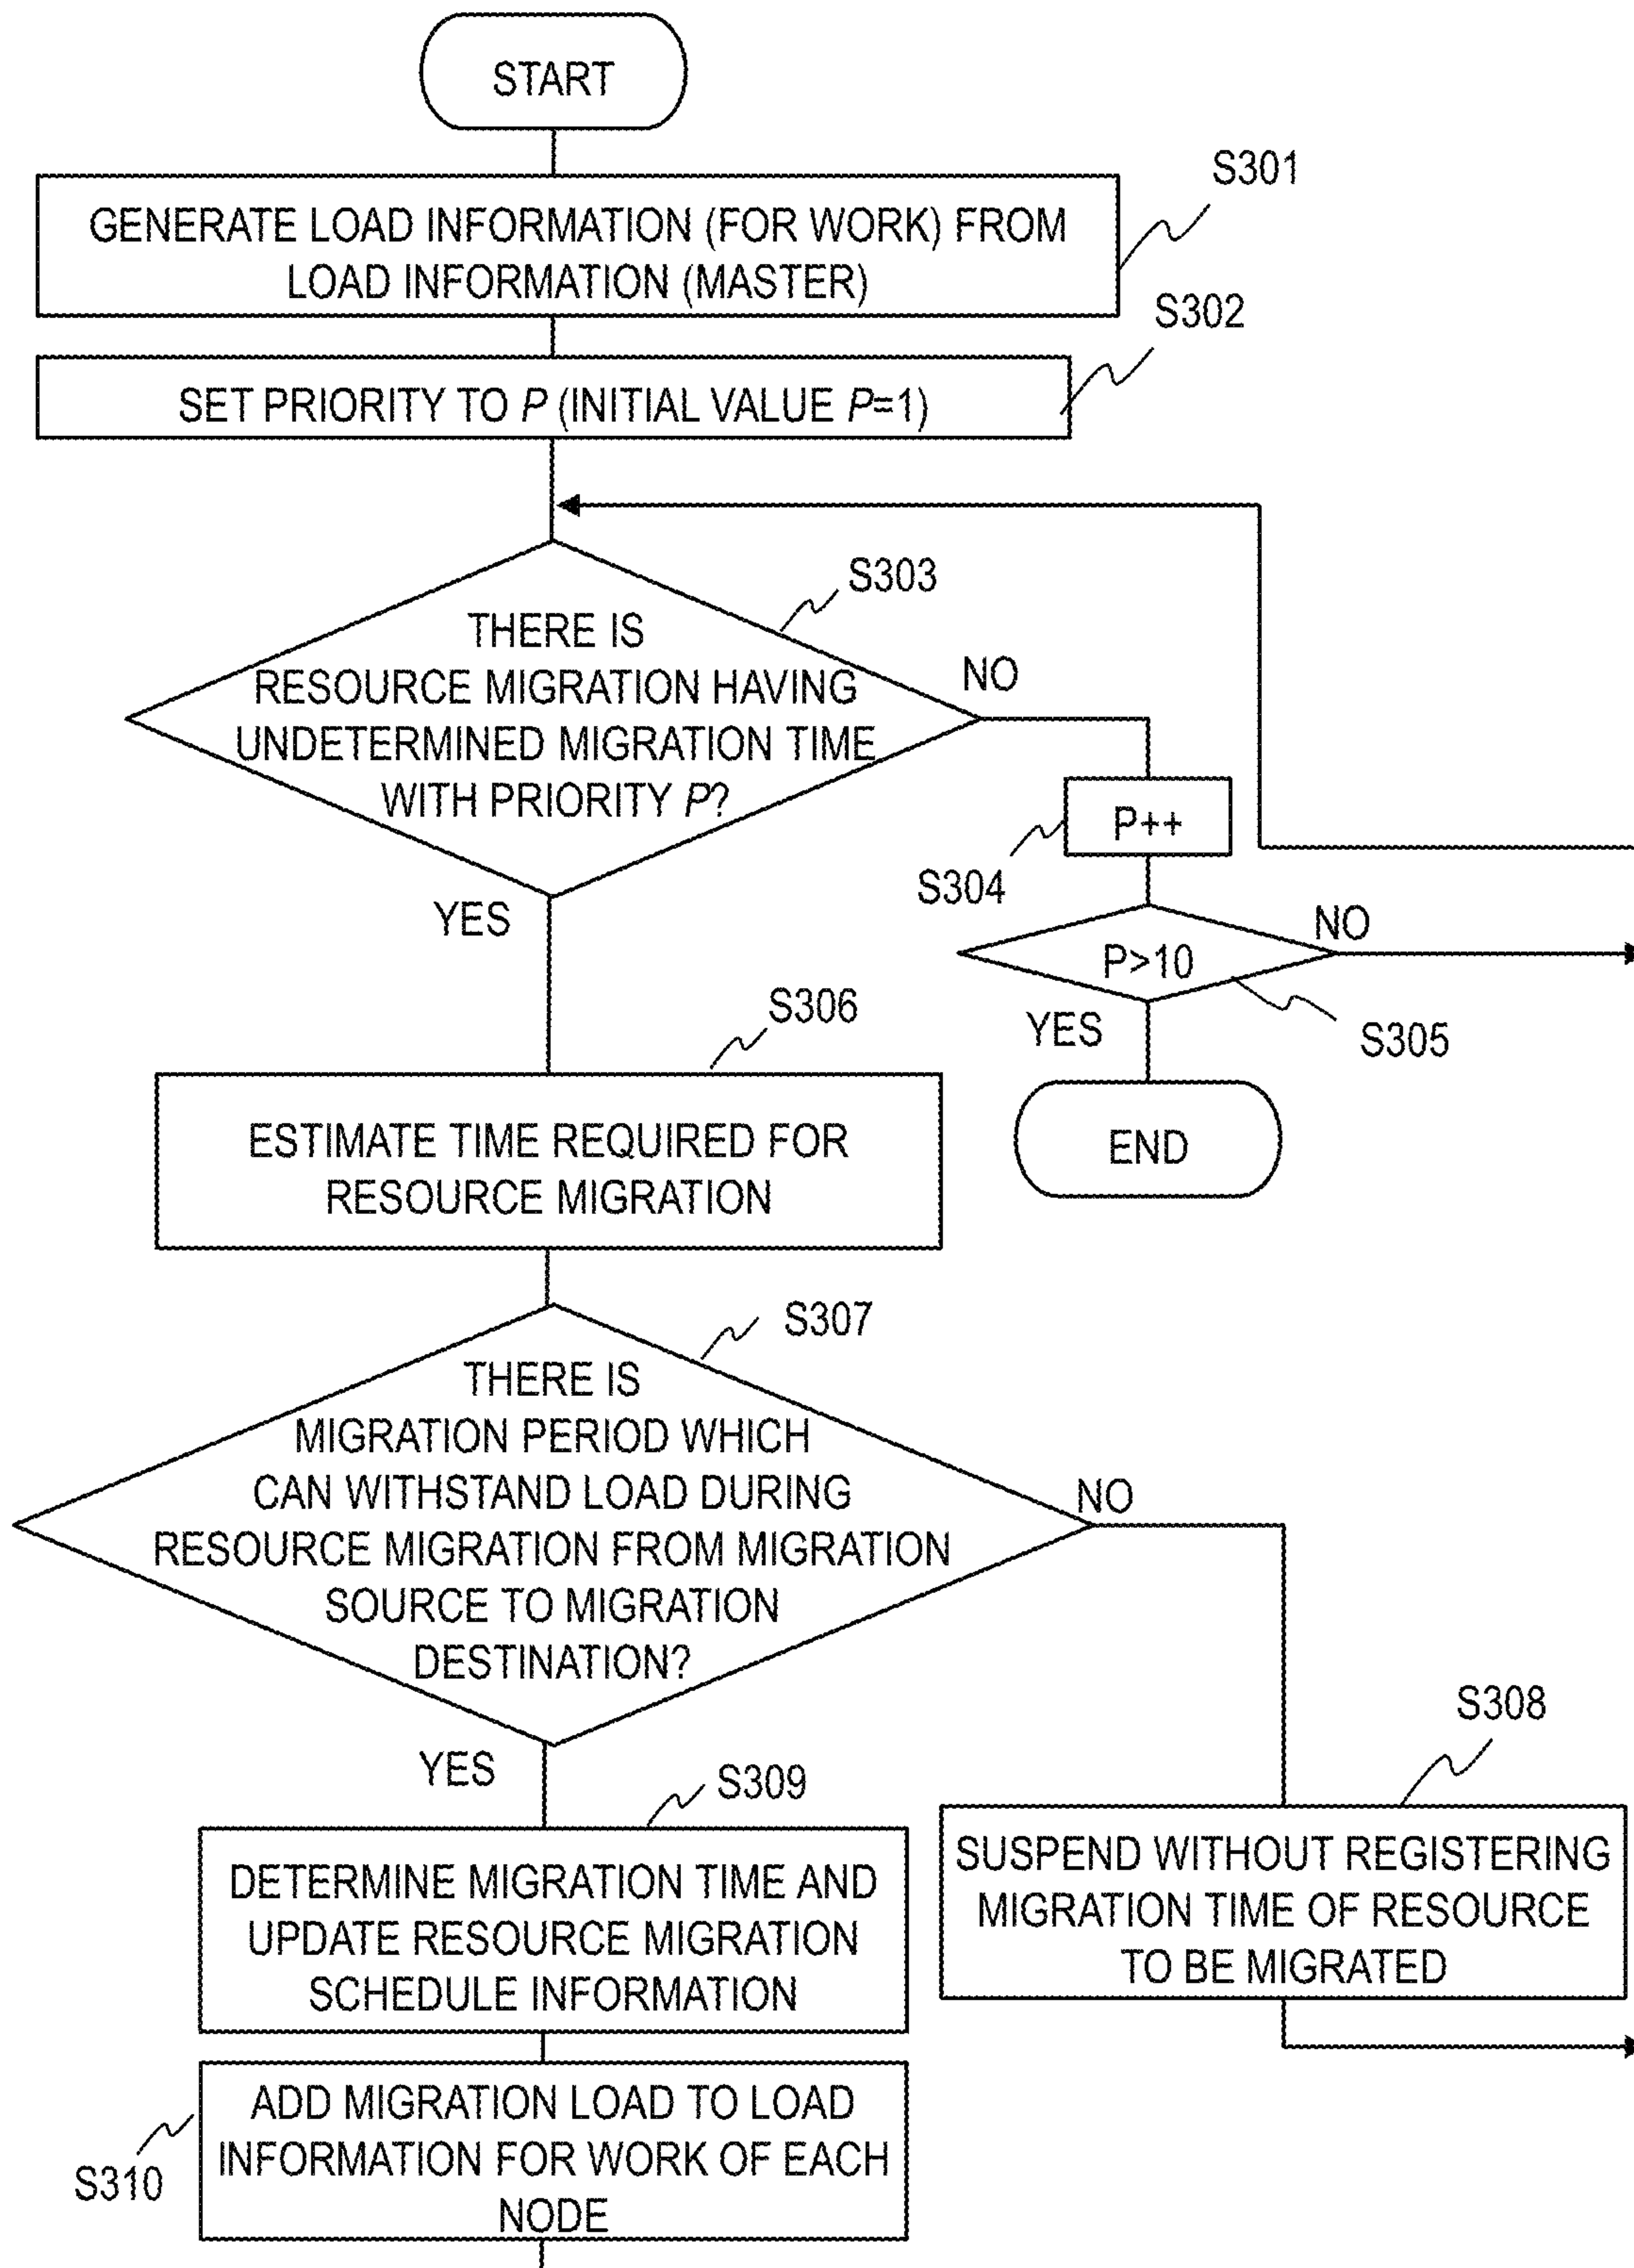 START
S301
GENERATE LOAD INFORMATION (FOR WORK) FROM
LOAD INFORMATION (MASTER)
S302
SET PRIORITY TO P (INITIAL VALUE P=1)
S303
THERE IS
RESOURCE MIGRATION HAVING
UNDETERMINED MIGRATION TIME
WITH PRIORITY P?
NO
P++
S304
YES
P>10
NO
YES
S305
END
S306
ESTIMATE TIME REQUIRED FOR
RESOURCE MIGRATION
S307
THERE IS
MIGRATION PERIOD WHICH
CAN WITHSTAND LOAD DURING
RESOURCE MIGRATION FROM MIGRATION
SOURCE TO MIGRATION
DESTINATION?
NO
YES
S308
SUSPEND WITHOUT REGISTERING
MIGRATION TIME OF RESOURCE
TO BE MIGRATED
S309
DETERMINE MIGRATION TIME AND
UPDATE RESOURCE MIGRATION
SCHEDULE INFORMATION
S310
ADD MIGRATION LOAD TO LOAD
INFORMATION FOR WORK OF EACH
NODE